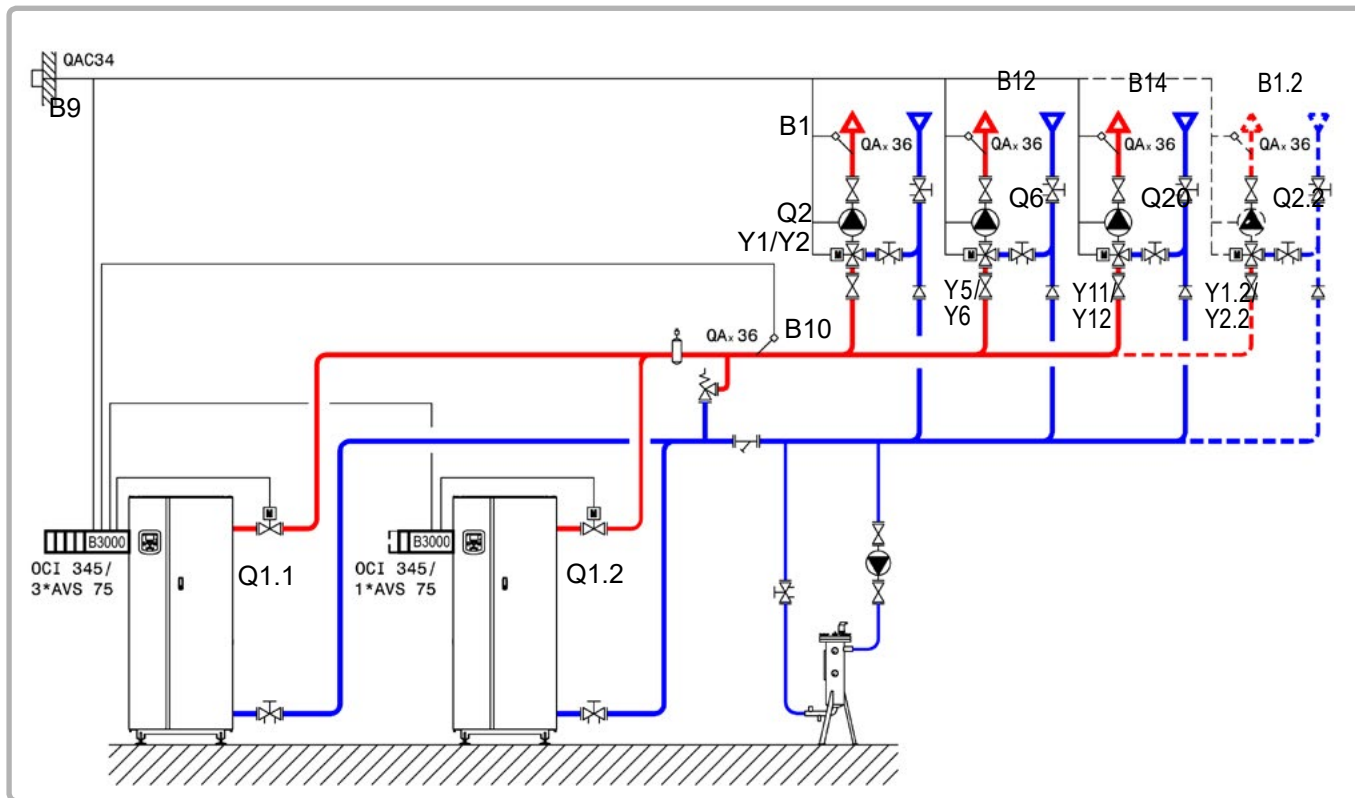 QAC34
B9
B12
B14
B1.2
B1
QAx 36
QAx 36
QAx 36
QAx 36
Q2
Q6
Q20
Q2.2
Y1/Y2
M
M
M
M
Y5/
Y6
Y11/
Y12
Y1.2/
Y2.2
QAx 36
B10
M
M
B3000
B3000
OCI 345/
3*AVS 75
Q1.1
OCI 345/
1*AVS 75
Q1.2